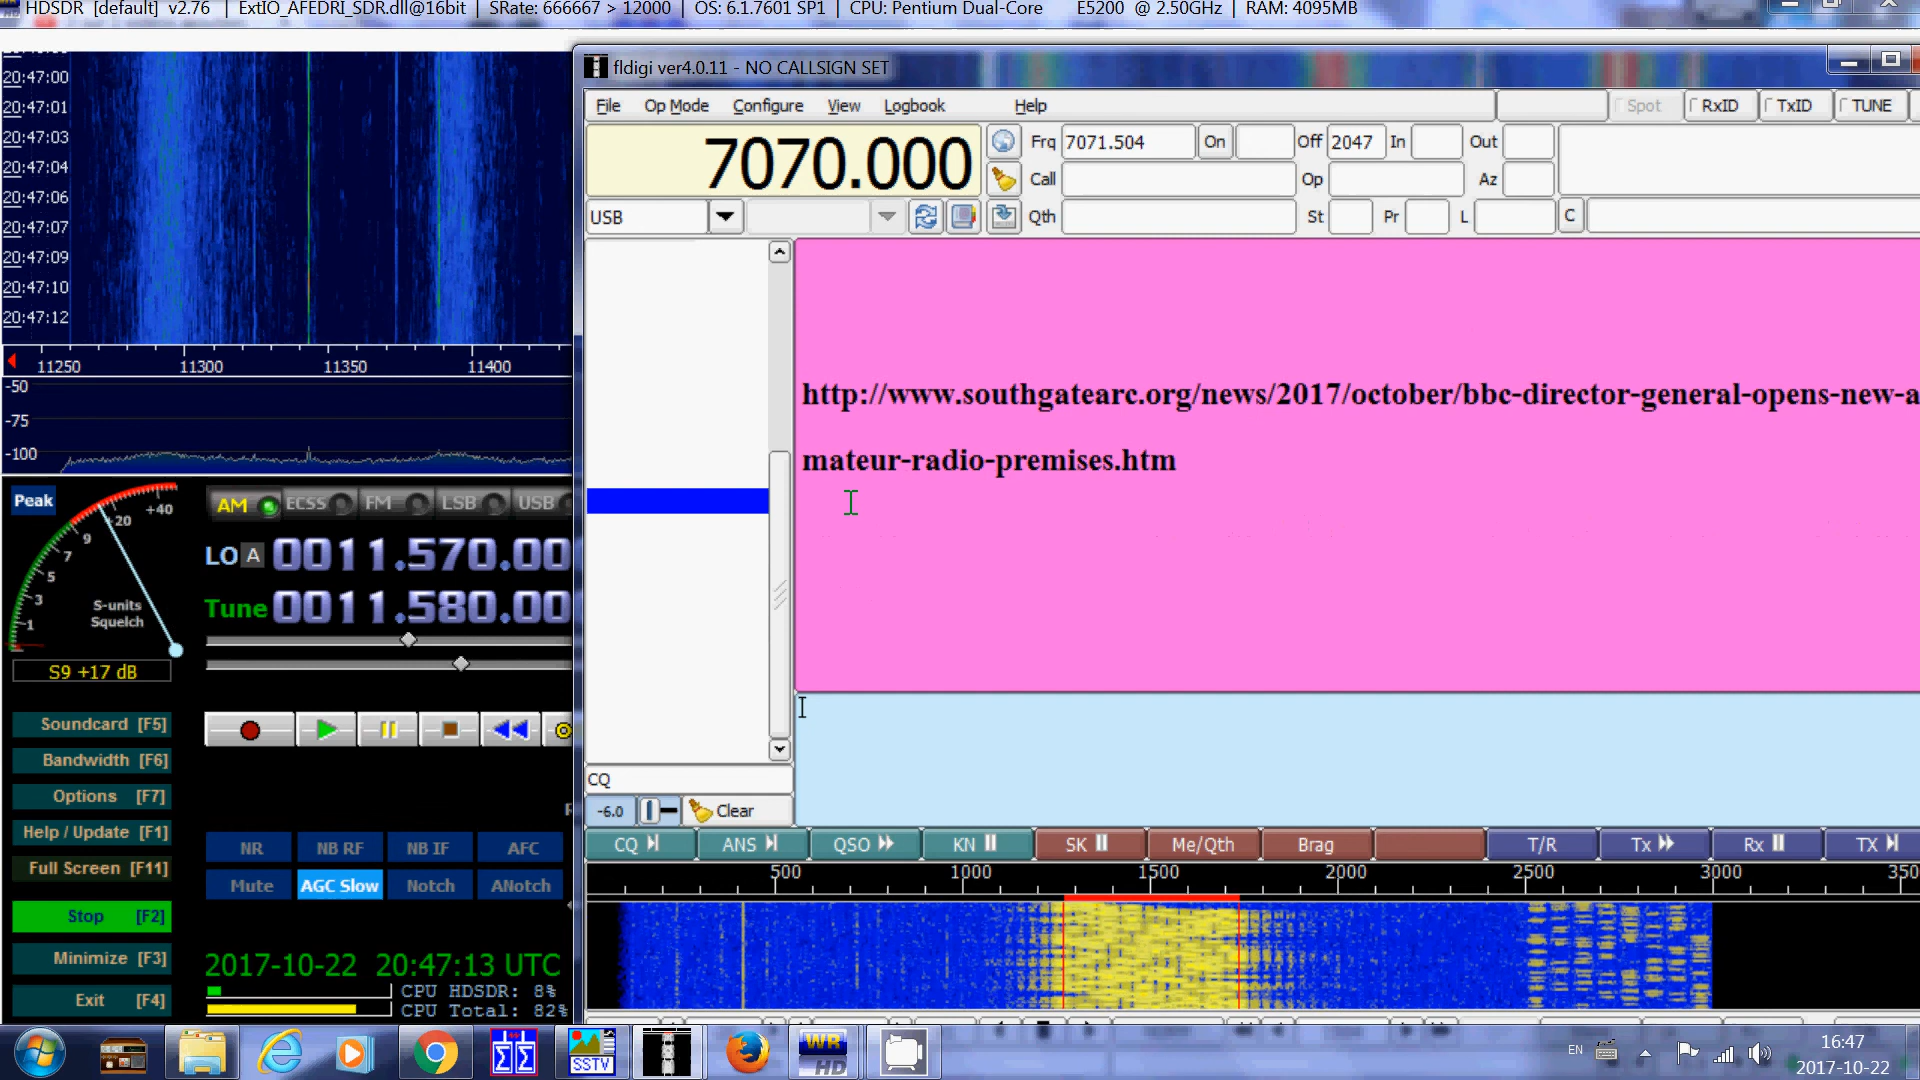 HDSDR [default] v2.76 | ExtIO_AFEDRI_SDR.dll@16bit | SRate: 666667 > 12000 | OS: 6.1.7601 SP1 | CPU: Pentium Dual-Core E5200 @ 2.50GHz | RAM: 4095MB
20:47:00
20:47:01
20:47:03
20:47:04
20:47:06
20:47:07
20:47:09
20:47:10
20:47:12
11250 11300 11350 11400
-50
-75
-100
Peak
1 3 5 7 9 +20 +40
S-units
Squelch
S9 +17 dB
AM ECSS FM LSB USB
LO A 0011.570.00
Tune 0011.580.00
Soundcard [F5]
Bandwidth [F6]
Options [F7]
Help / Update [F1]
Full Screen [F11]
Stop [F2]
Minimize [F3]
Exit [F4]
NR NB RF NB IF AFC
Mute AGC Slow Notch ANotch
2017-10-22 20:47:13 UTC
CPU HDSDR: 8%
CPU Total: 82%
fldigi ver4.0.11 - NO CALLSIGN SET
File Op Mode Configure View Logbook Help
Spot RxID TxID TUNE
7070.000
Frq 7071.504 On Off 2047 In Out
Call Op Az
USB
Qth St Pr L C
http://www.southgatearc.org/news/2017/october/bbc-director-general-opens-new-a
mateur-radio-premises.htm
CQ
-6.0 Clear
CQ ANS QSO KN SK Me/Qth Brag T/R Tx Rx TX
500 1000 1500 2000 2500 3000 3500
SSTV
WR
HD
EN
16:47
2017-10-22